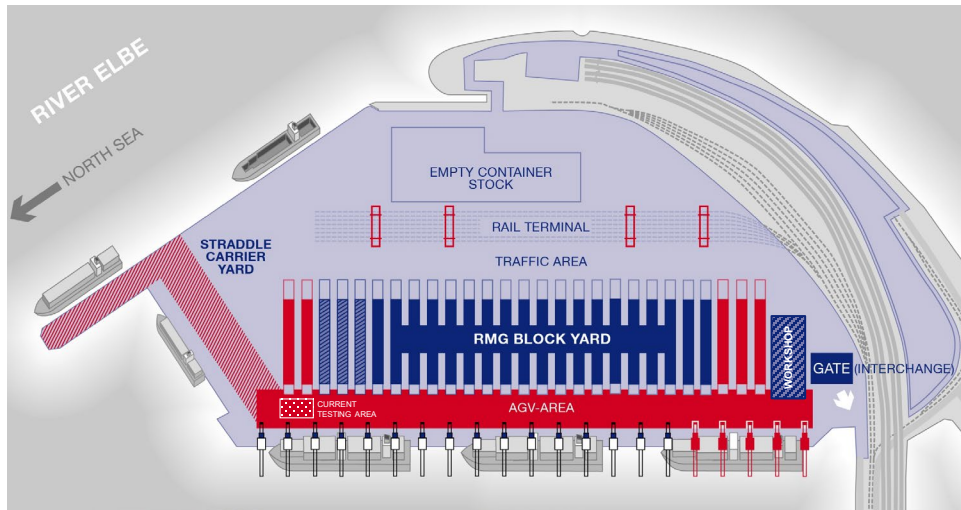 RIVER ELBE
NORTH SEA
EMPTY CONTAINER
STOCK
RAIL TERMINAL
STRADDLE
CARRIER
YARD
TRAFFIC AREA
RMG BLOCK YARD
WORKSHOP
GATE (INTERCHANGE)
CURRENT
TESTING AREA
AGV-AREA